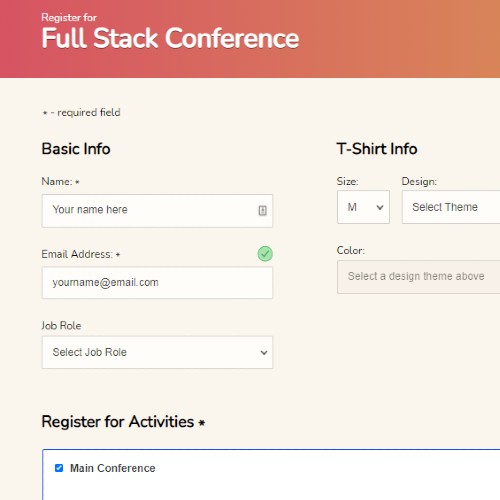 Register for
Full Stack Conference
* - required field
Basic Info
Name: *
Your name here
Email Address: *
yourname@email.com
Job Role
Select Job Role
T-Shirt Info
Size:
Design:
M
Select Theme
Color:
Select a design theme above
Register for Activities *
Main Conference